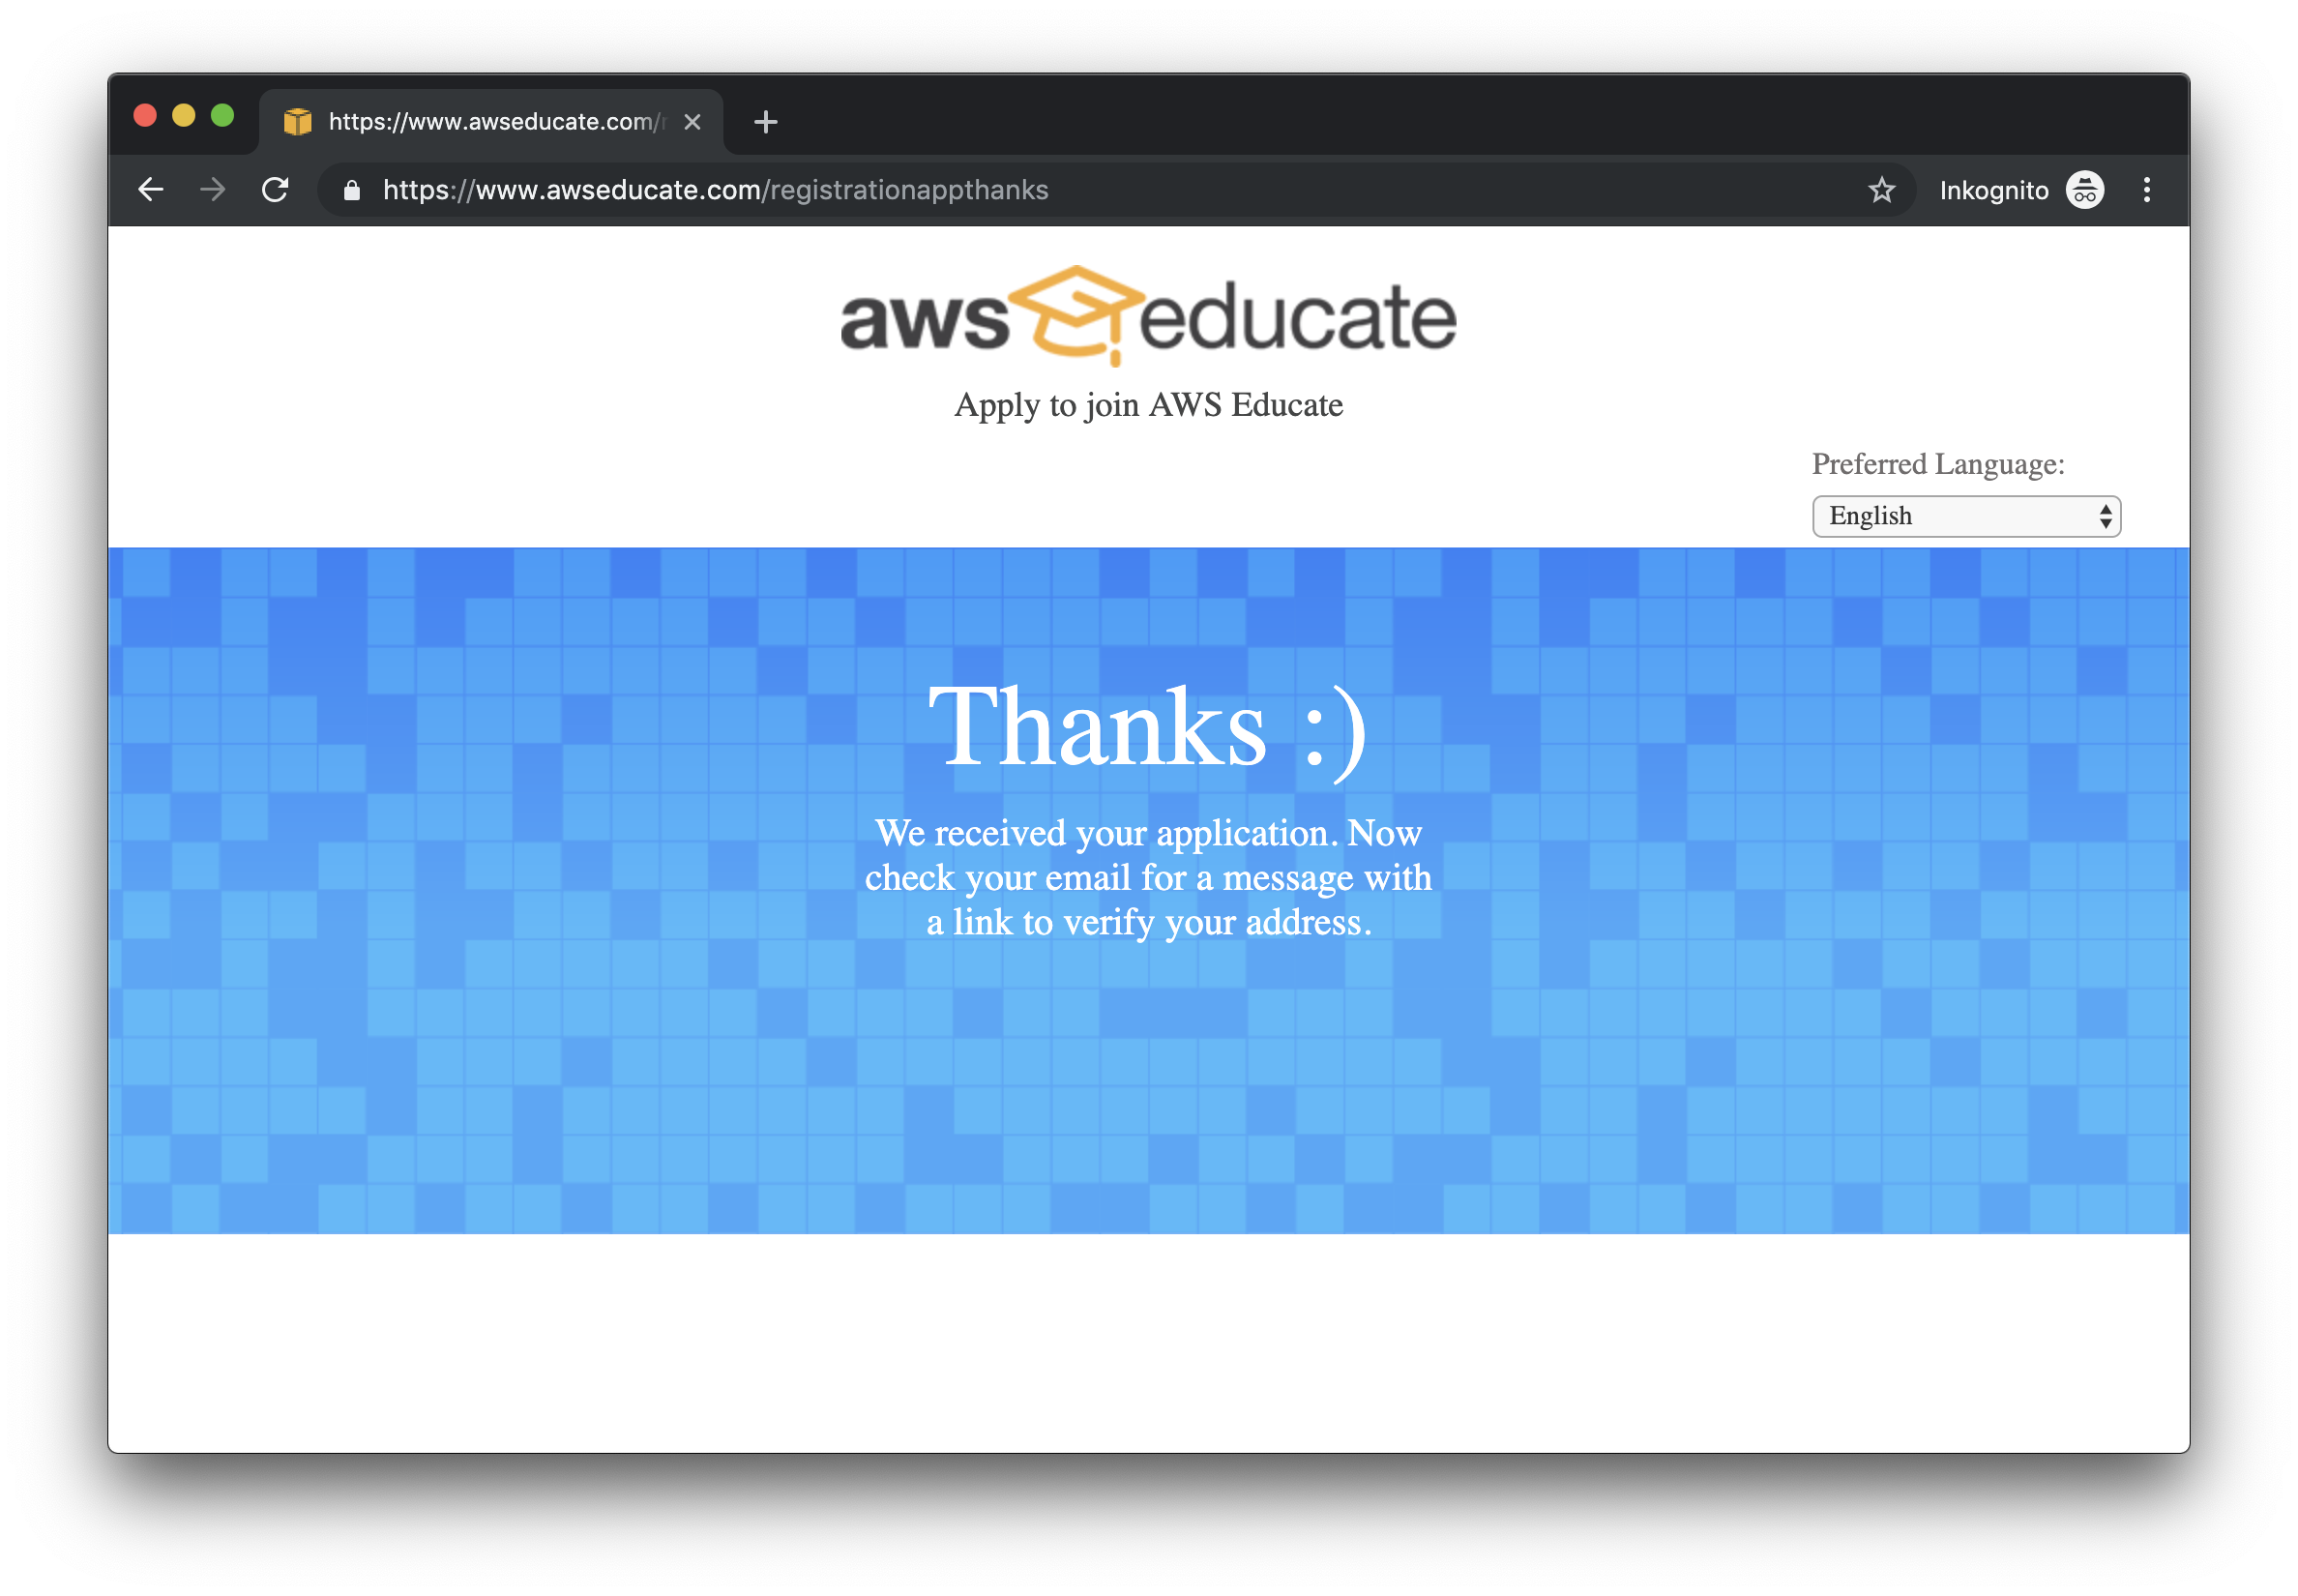 https://www.awseducate.com/r
https://www.awseducate.com/registrationappthanks
Inkognito
aws educate
Apply to join AWS Educate
Preferred Language:
English
Thanks :)
We received your application. Now
check your email for a message with
a link to verify your address.